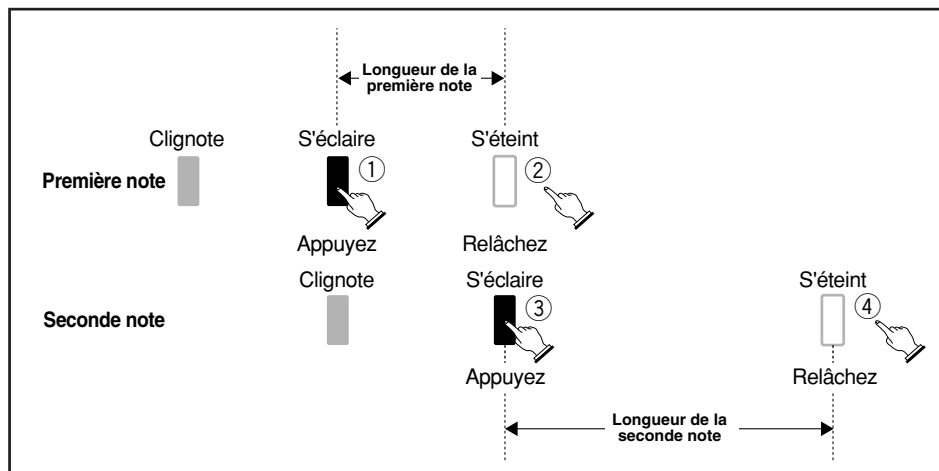 Longueur de la
première note
Clignote S'éclaire S'éteint
Première note ① ②
Appuyez Relâchez
Clignote S'éclaire S'éteint
Seconde note ③ ④
Appuyez Relâchez
Longueur de la
seconde note